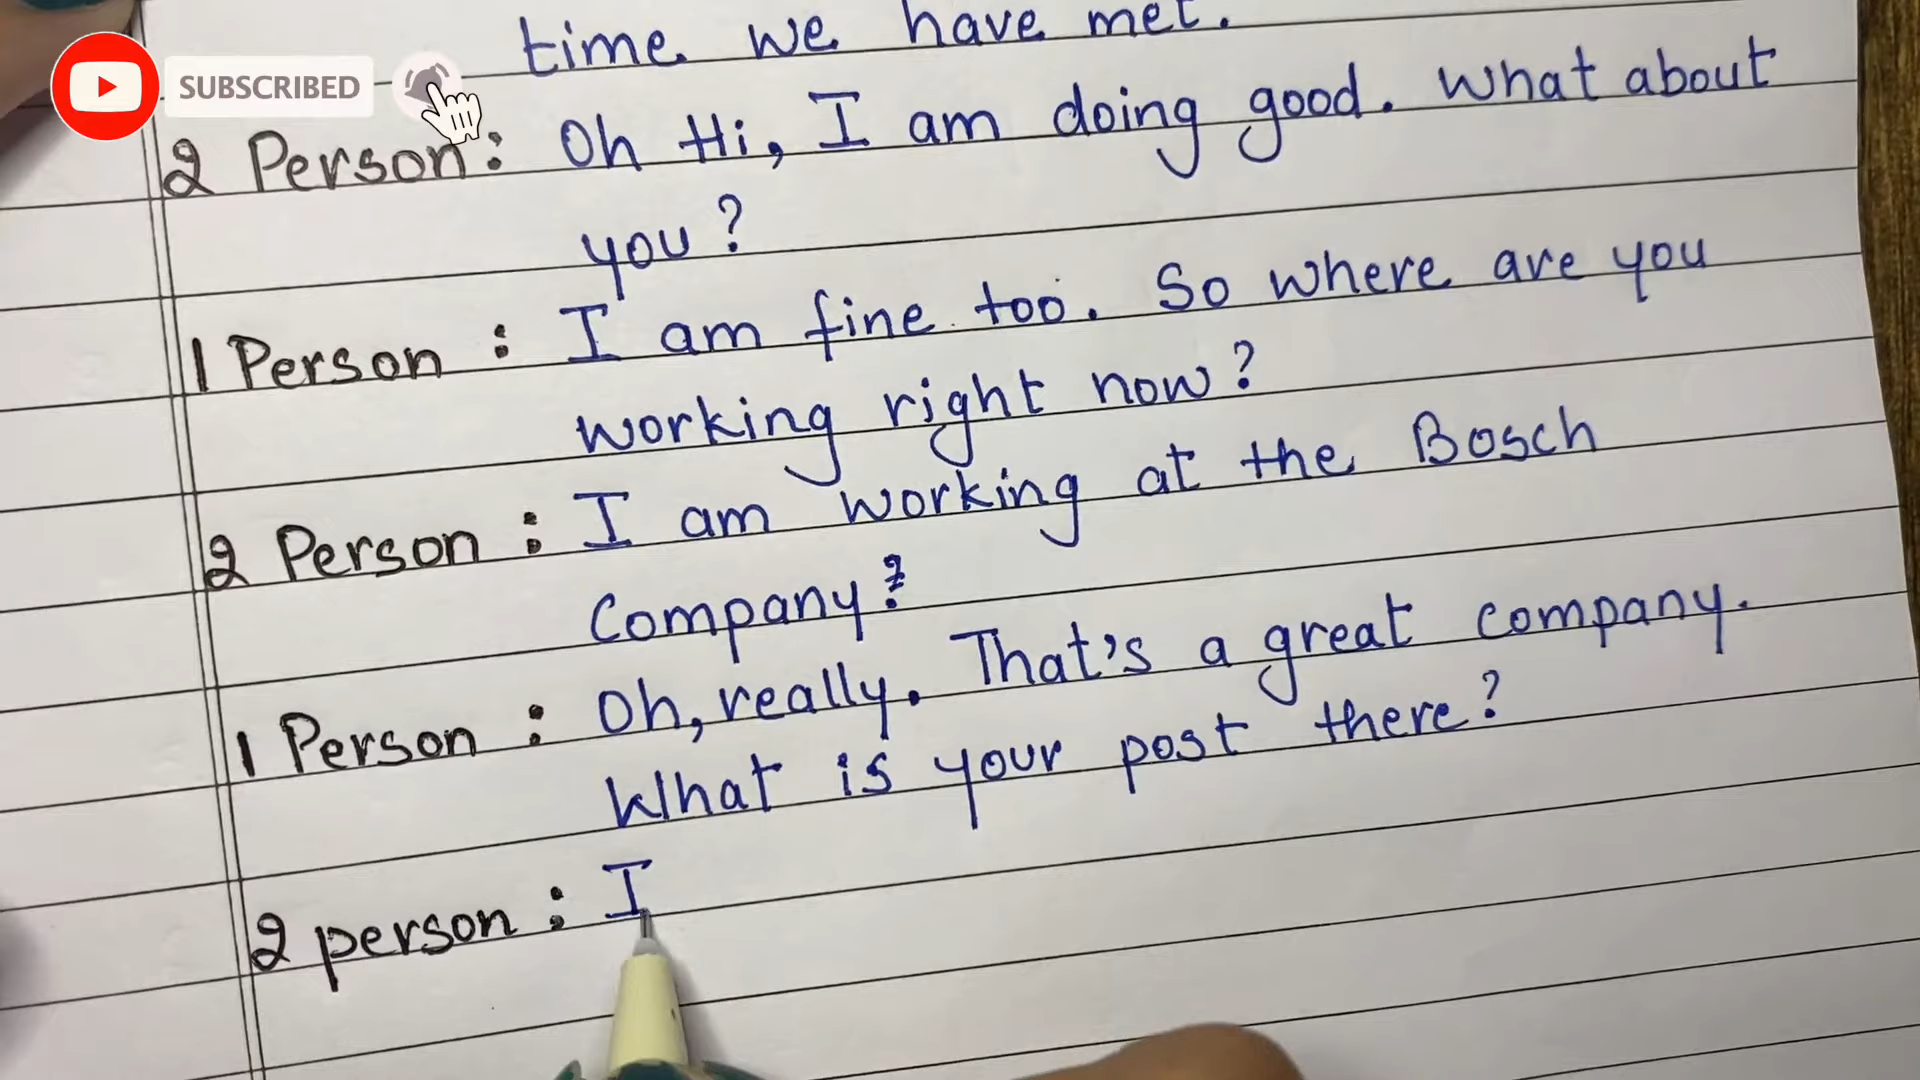 time we have met.
SUBSCRIBED
2 Person: Oh Hi, I am doing good. What about
you?
1 Person: I am fine too. So where are you
working right now?
2 Person: I am working at the Bosch
Company?
1 Person: Oh, really. That's a great company.
What is your post there?
2 person: I